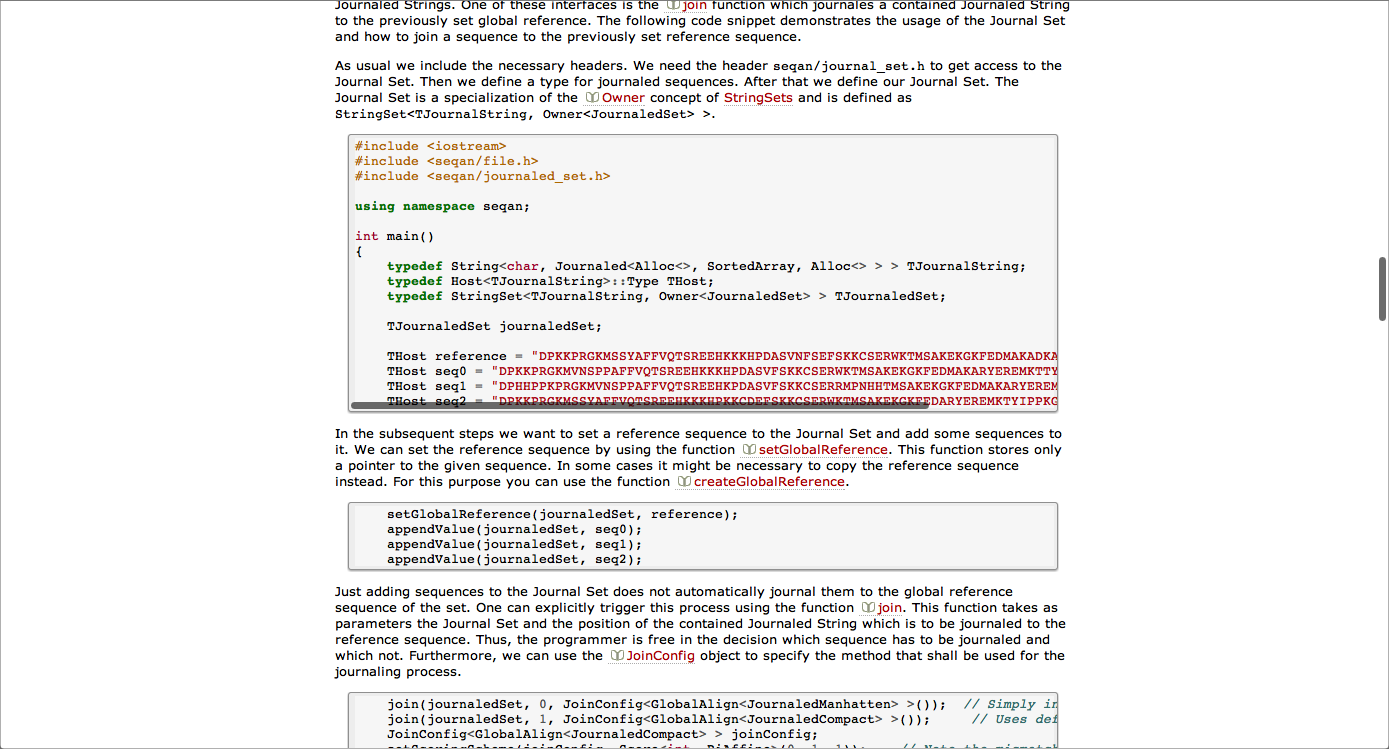 Journaled Strings. One of these interfaces is the join function which journales a contained Journaled String
to the previously set global reference. The following code snippet demonstrates the usage of the Journal Set
and how to join a sequence to the previously set reference sequence.
As usual we include the necessary headers. We need the header seqan/journal_set.h to get access to the
Journal Set. Then we define a type for journaled sequences. After that we define our Journal Set. The
Journal Set is a specialization of the Owner concept of StringSets and is defined as
StringSet<TJournalString, Owner<JournaledSet> >.
#include <iostream>
#include <seqan/file.h>
#include <seqan/journaled_set.h>
using namespace seqan;
int main()
{
typedef String<char, Journaled<Alloc<>, SortedArray, Alloc<> > > TJournalString;
typedef Host<TJournalString>::Type THost;
typedef StringSet<TJournalString, Owner<JournaledSet> > TJournaledSet;
TJournaledSet journaledSet;
THost reference = "DPKKPRGKMSSYAFFVQTSREEHKKKHPDASVNFSEFSKKCSERWKTMSAKEKGKFEDMAKADKA
THost seq0 = "DPKKPRGKMVNSPPAFFVQTSREEHKKKHPDASVFSKKCSERWKTMSAKEKGKFEDMAKARYEREMKTTY
THost seq1 = "DPHHPPKPRGKMVNSPPAFFVQTSREEHKPDASVFSKKCSERRMPNHHTMSAKEKGKFEDMAKARYEREM
THost seq2 = "DPKKPRGKMSSYAFFVQTSREEHKKKHPKKCDEFSKKCSERWKTMSAKEKGKFEDARYEREMKTYIPPKG
In the subsequent steps we want to set a reference sequence to the Journal Set and add some sequences to
it. We can set the reference sequence by using the function setGlobalReference. This function stores only
a pointer to the given sequence. In some cases it might be necessary to copy the reference sequence
instead. For this purpose you can use the function createGlobalReference.
setGlobalReference(journaledSet, reference);
appendValue(journaledSet, seq0);
appendValue(journaledSet, seq1);
appendValue(journaledSet, seq2);
Just adding sequences to the Journal Set does not automatically journal them to the global reference
sequence of the set. One can explicitly trigger this process using the function join. This function takes as
parameters the Journal Set and the position of the contained Journaled String which is to be journaled to the
reference sequence. Thus, the programmer is free in the decision which sequence has to be journaled and
which not. Furthermore, we can use the JoinConfig object to specify the method that shall be used for the
journaling process.
join(journaledSet, 0, JoinConfig<GlobalAlign<JournaledManhatten> >()); // Simply in
join(journaledSet, 1, JoinConfig<GlobalAlign<JournaledCompact> >()); // Uses def
JoinConfig<GlobalAlign<JournaledCompact> > joinConfig;